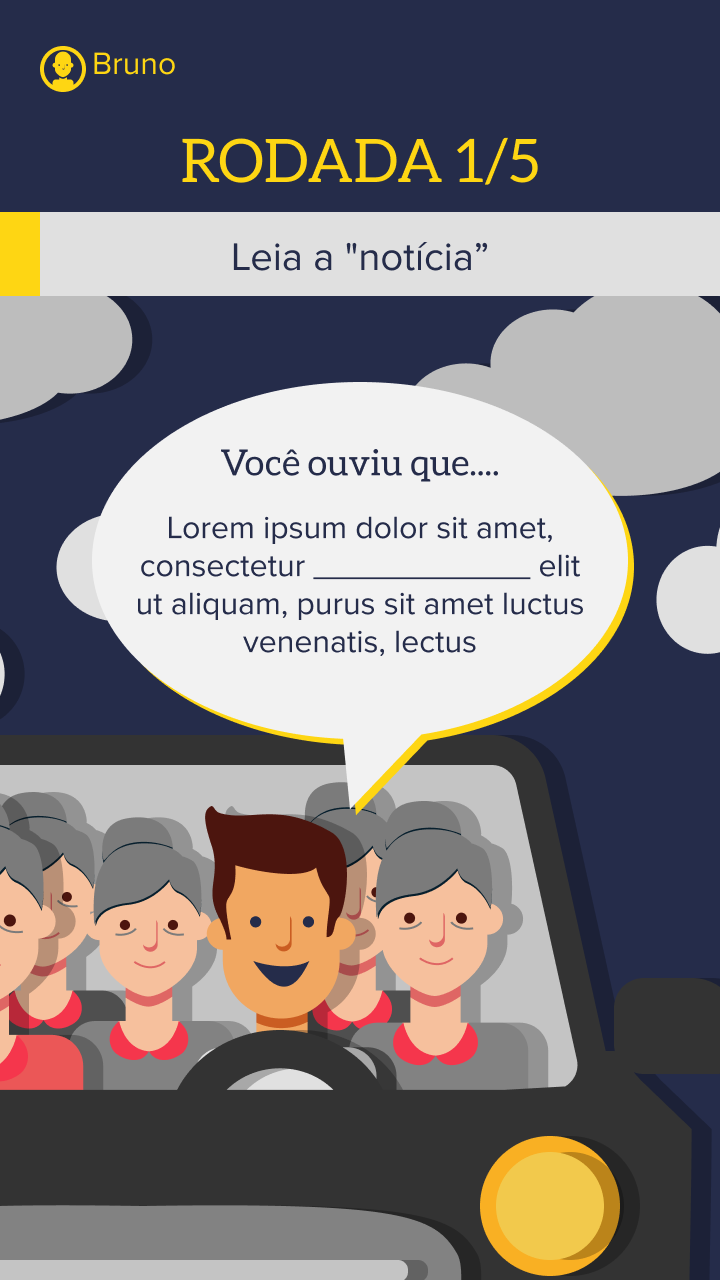 Bruno
RODADA 1/5
Leia a "notícia”
Você ouviu que....
Lorem ipsum dolor sit amet,
consectetur _____________ elit
ut aliquam, purus sit amet luctus
venenatis, lectus